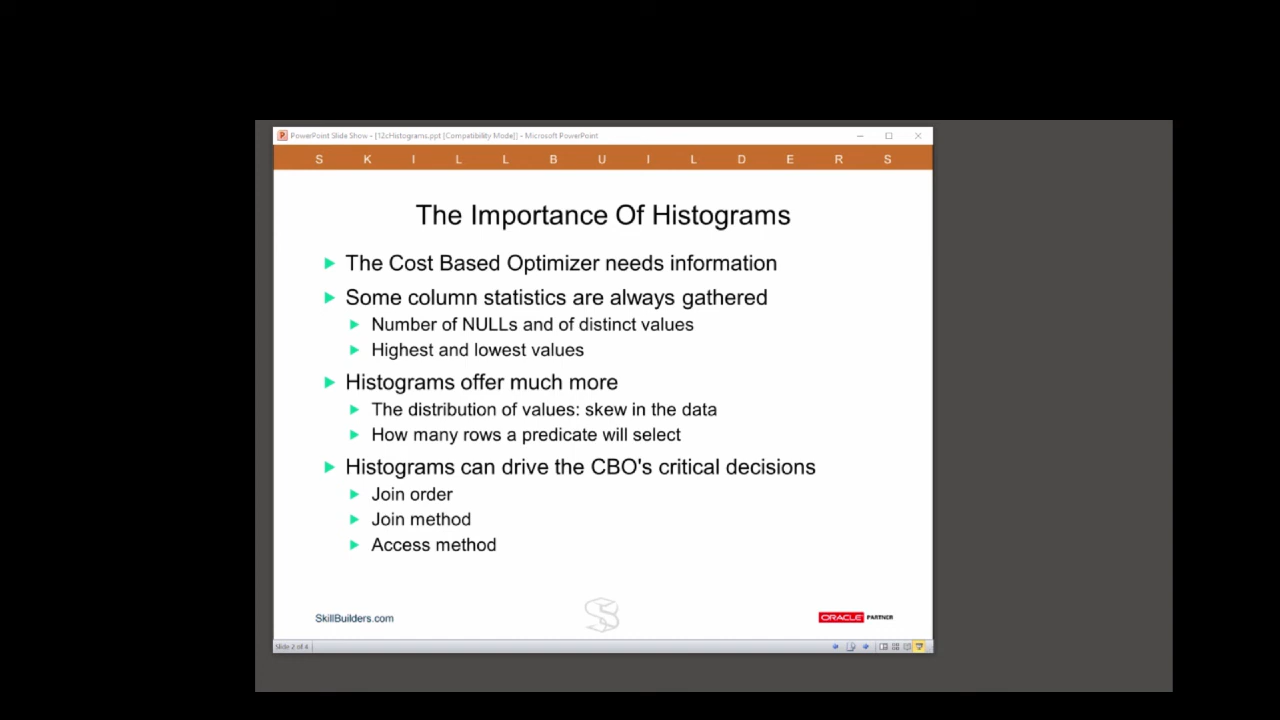 PowerPoint Slide Show - [12cHistograms.ppt [Compatibility Mode]] - Microsoft PowerPoint
S K I L L B U I L D E R S
The Importance Of Histograms
The Cost Based Optimizer needs information
Some column statistics are always gathered
Number of NULLs and of distinct values
Highest and lowest values
Histograms offer much more
The distribution of values: skew in the data
How many rows a predicate will select
Histograms can drive the CBO's critical decisions
Join order
Join method
Access method
SkillBuilders.com
ORACLE PARTNER
Slide 2 of 4